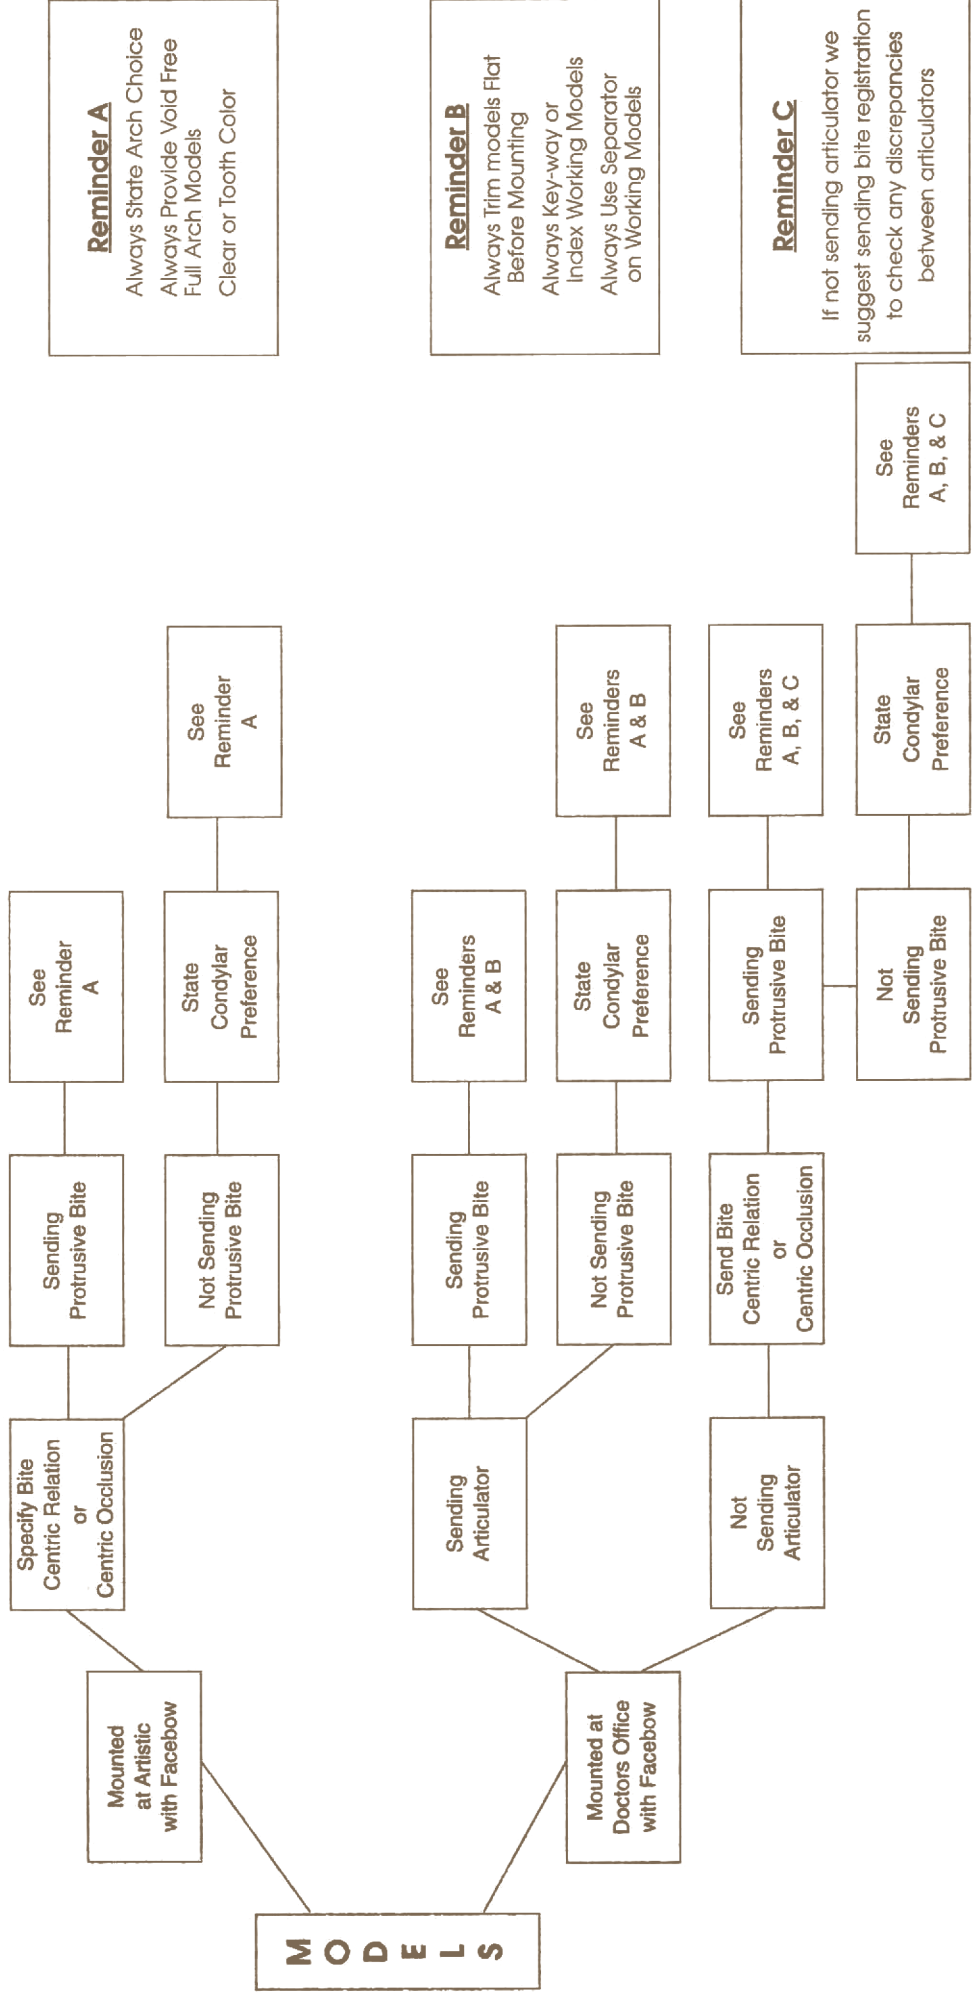 MODELS
Mounted
at Artistic
with Facebow
Specify Bite
Centric Relation
or
Centric Occlusion
Sending
Protrusive Bite
See
Reminder
A
Not Sending
Protrusive Bite
State
Condylar
Preference
See
Reminder
A
Mounted at
Doctors Office
with Facebow
Sending
Articulator
Sending
Protrusive Bite
See
Reminders
A & B
Not Sending
Protrusive Bite
State
Condylar
Preference
See
Reminders
A & B
Not
Sending
Articulator
Send Bite
Centric Relation
or
Centric Occlusion
Sending
Protrusive Bite
See
Reminders
A, B, & C
Not
Sending
Protrusive Bite
State
Condylar
Preference
See
Reminders
A, B, & C
Reminder A
Always State Arch Choice
Always Provide Void Free
Full Arch Models
Clear or Tooth Color
Reminder B
Always Trim models Flat
Before Mounting
Always Key-way or
Index Working Models
Always Use Separator
on Working Models
Reminder C
If not sending articulator we
suggest sending bite registration
to check any discrepancies
between articulators